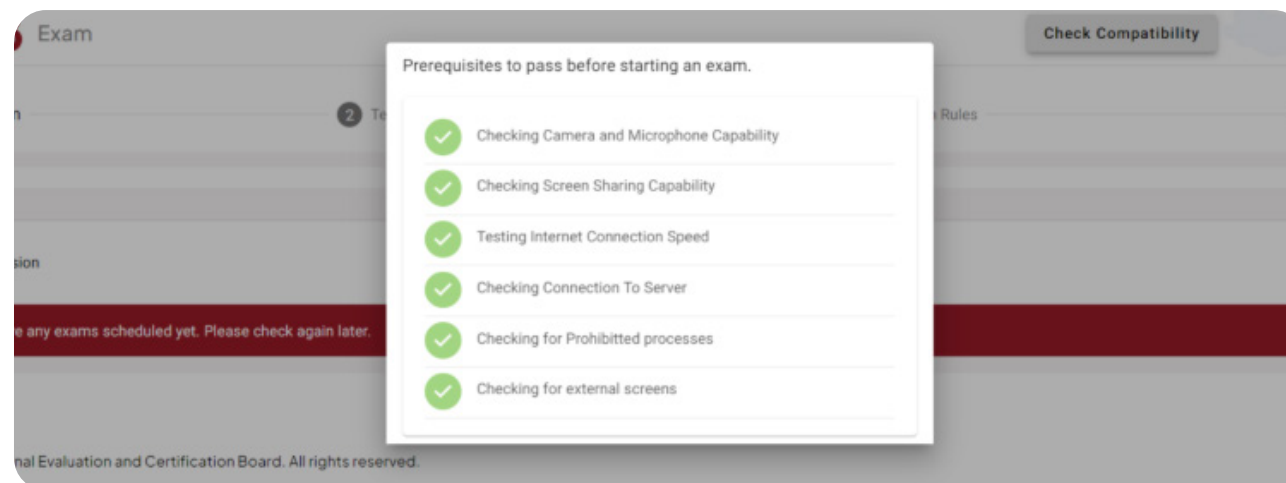 Exam
Check Compatibility
Prerequisites to pass before starting an exam.
2 Te
Rules
Checking Camera and Microphone Capability
Checking Screen Sharing Capability
Testing Internet Connection Speed
sion
Checking Connection To Server
e any exams scheduled yet. Please check again later.
Checking for Prohibitted processes
Checking for external screens
nal Evaluation and Certification Board. All rights reserved.